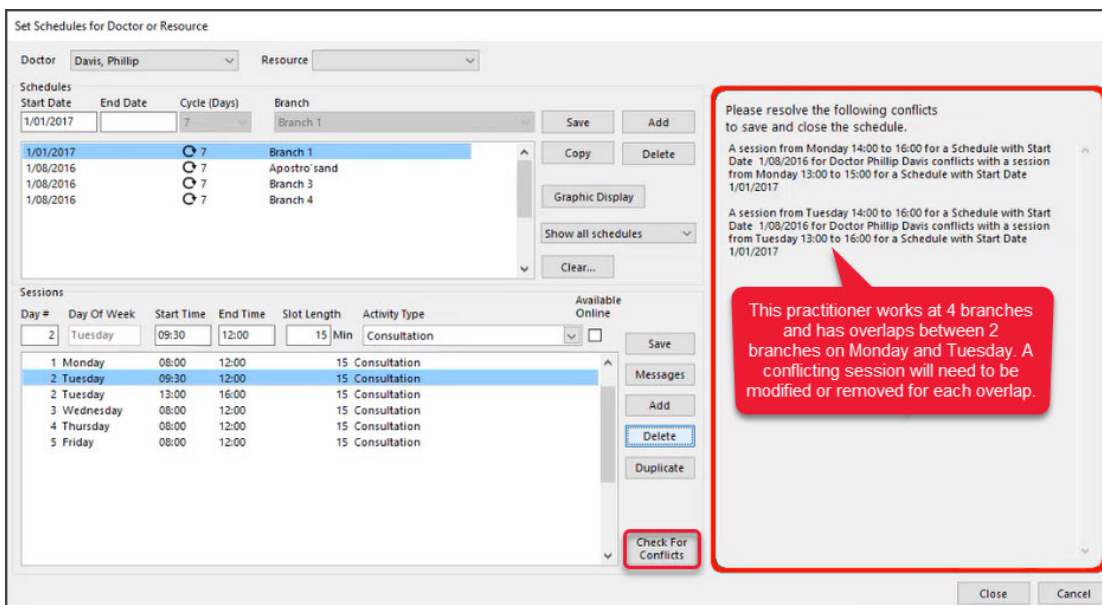 Set Schedules for Doctor or Resource
Doctor Davis, Phillip Resource
Schedules
Start Date End Date Cycle (Days) Branch
1/01/2017 7 Branch 1 Save Add
1/01/2017 7 Branch 1
1/08/2016 7 Apostro'sand
1/08/2016 7 Branch 3
1/08/2016 7 Branch 4
Copy Delete
Graphic Display
Show all schedules
Clear...
Sessions
Day # Day Of Week Start Time End Time Slot Length Activity Type Available Online
2 Tuesday 09:30 12:00 15 Min Consultation
1 Monday 08:00 12:00 15 Consultation
2 Tuesday 09:30 12:00 15 Consultation
2 Tuesday 13:00 16:00 15 Consultation
3 Wednesday 08:00 12:00 15 Consultation
4 Thursday 08:00 12:00 15 Consultation
5 Friday 08:00 12:00 15 Consultation
Save
Messages
Add
Delete
Duplicate
Check For
Conflicts
Please resolve the following conflicts
to save and close the schedule.
A session from Monday 14:00 to 16:00 for a Schedule with Start
Date 1/08/2016 for Doctor Phillip Davis conflicts with a session
from Monday 13:00 to 15:00 for a Schedule with Start Date
1/01/2017
A session from Tuesday 14:00 to 16:00 for a Schedule with Start
Date 1/08/2016 for Doctor Phillip Davis conflicts with a session
from Tuesday 13:00 to 16:00 for a Schedule with Start Date
1/01/2017
This practitioner works at 4 branches
and has overlaps between 2
branches on Monday and Tuesday. A
conflicting session will need to be
modified or removed for each overlap.
Close Cancel